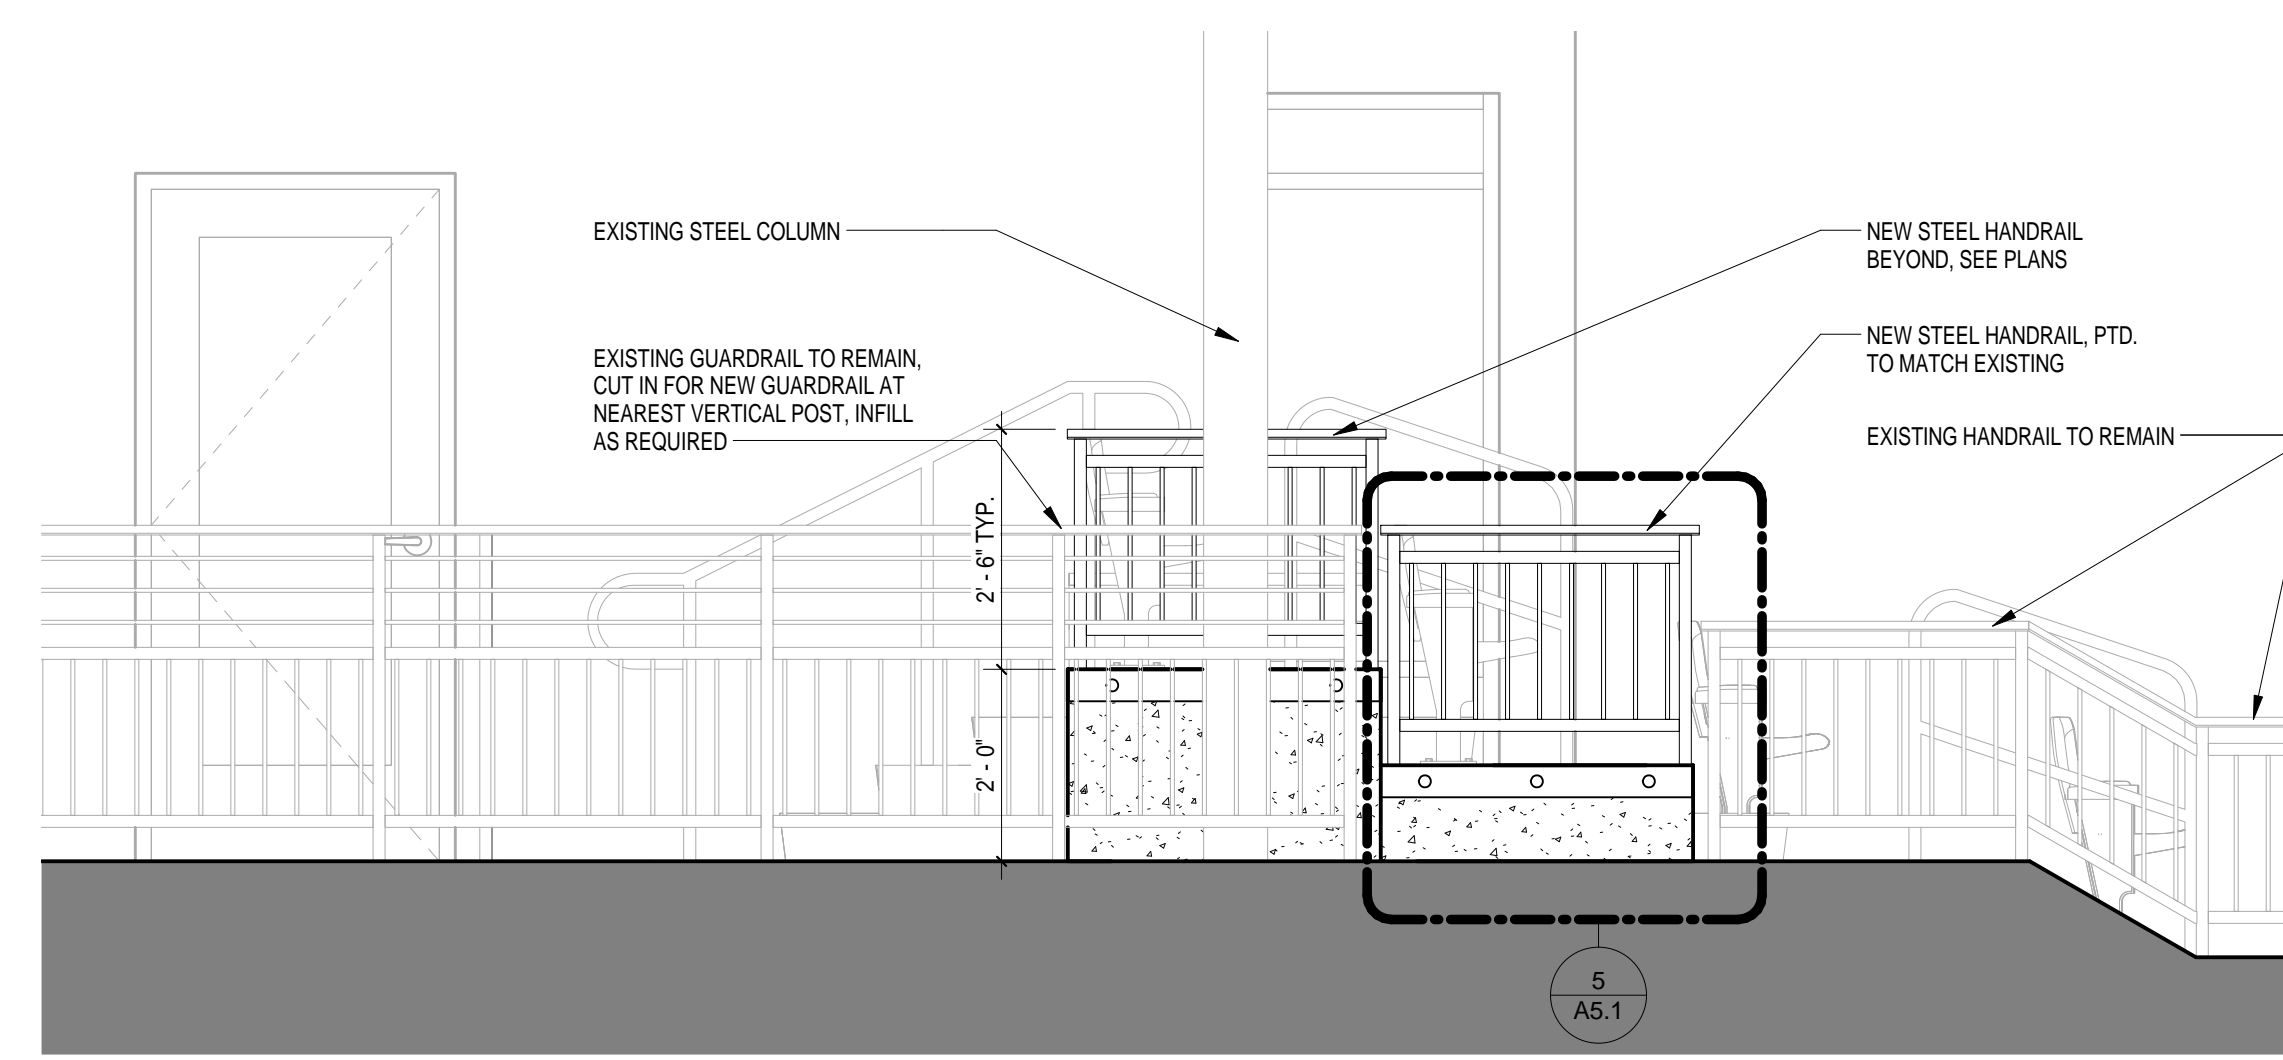 EXISTING STEEL COLUMN
EXISTING GUARDRAIL TO REMAIN,
CUT IN FOR NEW GUARDRAIL AT
NEAREST VERTICAL POST, INFILL
AS REQUIRED
2' - 6" TYP.
2' - 0"
NEW STEEL HANDRAIL
BEYOND, SEE PLANS
NEW STEEL HANDRAIL, PTD.
TO MATCH EXISTING
EXISTING HANDRAIL TO REMAIN
5
A5.1